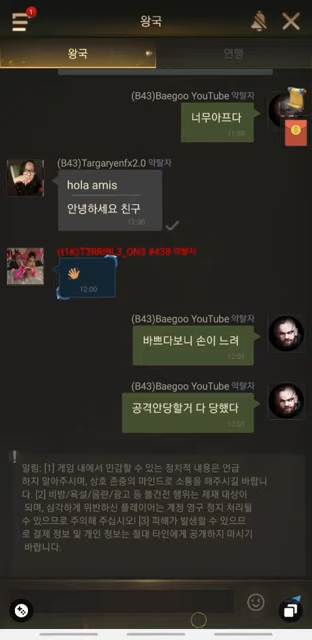 1
왕국
왕국
연맹
(B43)Baegoo YouTube 약탈자
너무아프다
11:59
(B43)Targaryenfx2.0 약탈자
hola amis
안녕하세요 친구
12:00
#438 약탈자
12:00
(B43)Baegoo YouTube 약탈자
바쁘다보니 손이 느려
12:01
(B43)Baegoo YouTube 약탈자
공격안당할거 다 당했다
12:01
알림: [1] 게임 내에서 민감할 수 있는 정치적 내용은 언급
하지 말아주시며, 상호 존중의 마인드로 소통을 해주시길 바랍니
다. [2] 비방/욕설/음란/광고 등 불건전 행위는 제재 대상이
되며, 심각하게 위반하신 플레이어는 계정 영구 정지 처리될
수 있으므로 주의해 주십시오! [3] 피해가 발생할 수 있으므
로 결제 정보 및 개인 정보는 절대 타인에게 공개하지 마시기
바랍니다.